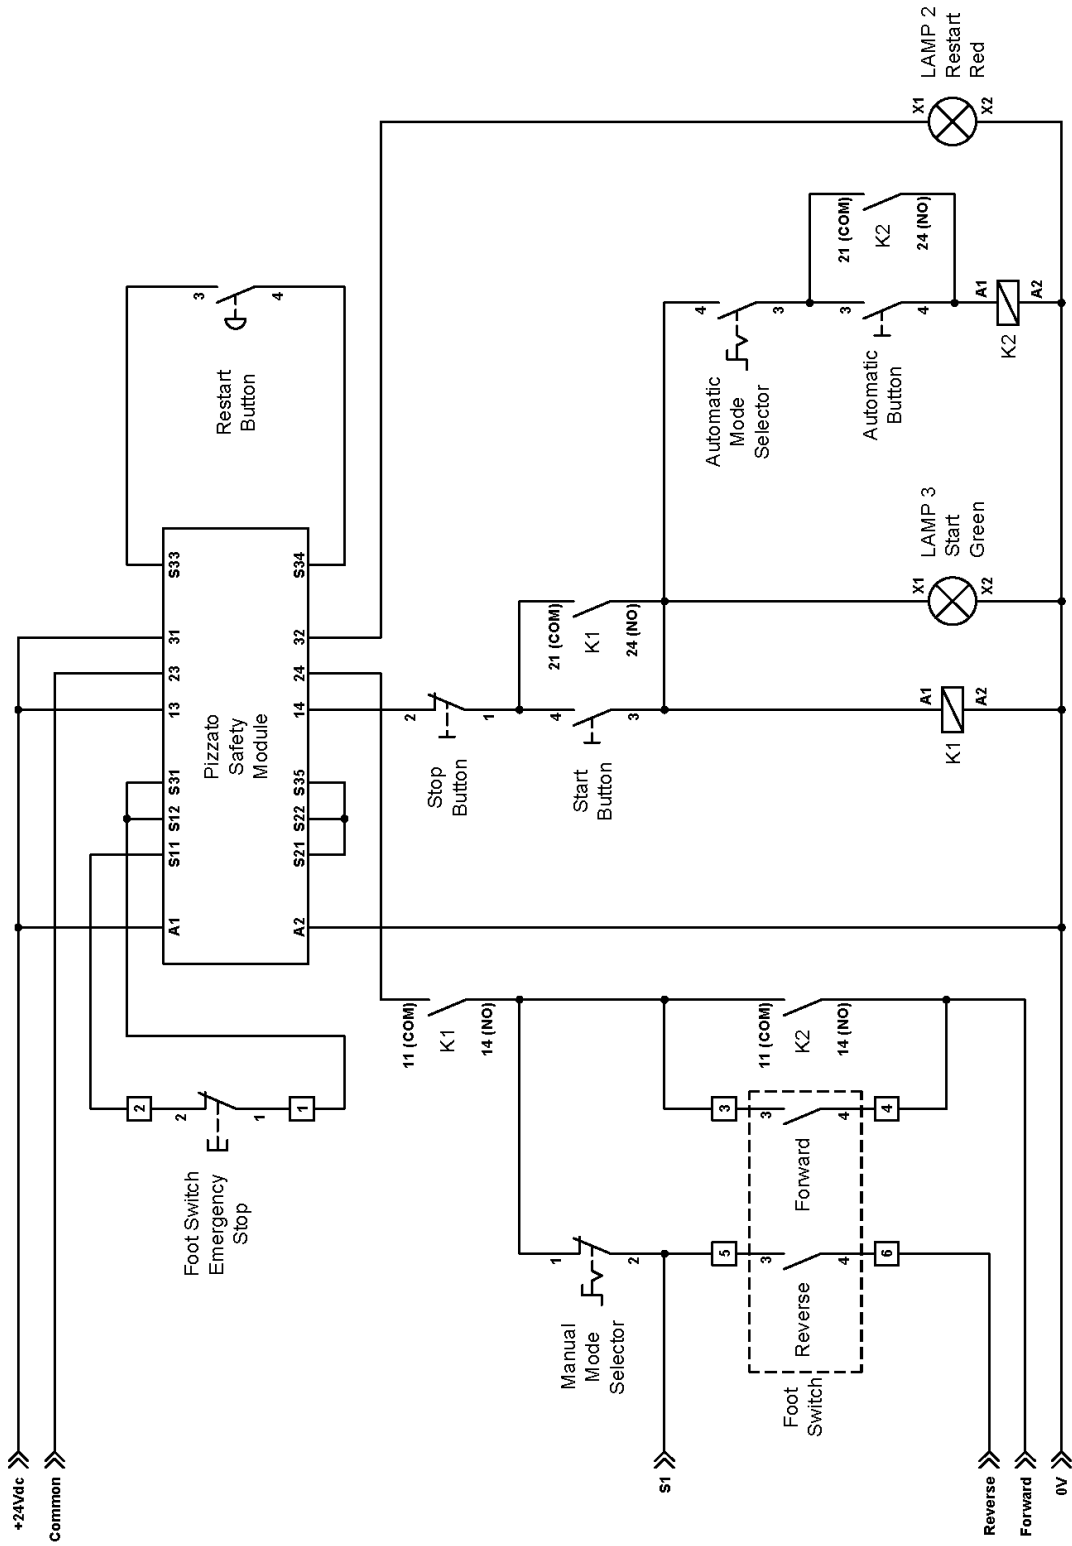 +24Vdc
Common
2
2
1
1
Foot Switch
Emergency
Stop
A1
S11
S12
S31
13
23
31
S33
Pizzato
Safety
Module
A2
S21
S22
S35
14
24
32
S34
3
4
Restart
Button
11 (COM)
K1
14 (NO)
2
1
Stop
Button
4
3
Start
Button
21 (COM)
K1
24 (NO)
1
2
Manual
Mode
Selector
S1
4
3
Automatic
Mode
Selector
5
3
Reverse
4
6
3
3
Forward
4
4
Foot
Switch
11 (COM)
K2
14 (NO)
3
4
Automatic
Button
21 (COM)
K2
24 (NO)
A1
A2
K1
X1
X2
LAMP 3
Start
Green
A1
A2
K2
X1
X2
LAMP 2
Restart
Red
Reverse
Forward
0V